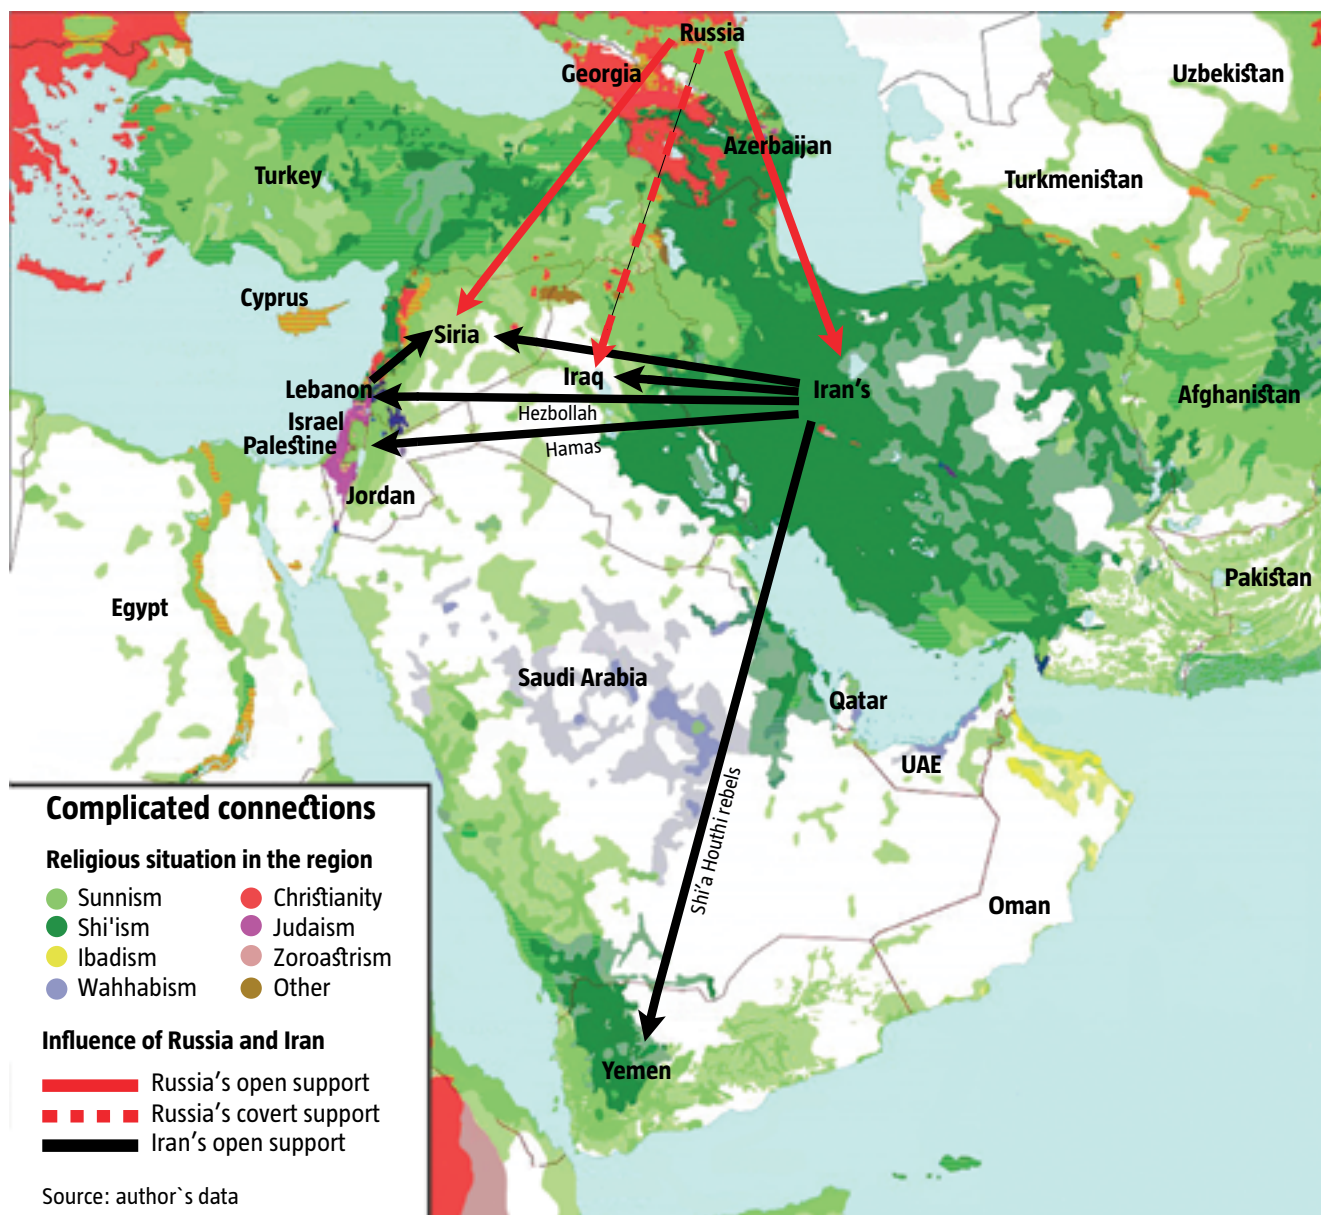 Russia
Georgia
Uzbekistan
Azerbaijan
Turkey
Turkmenistan
Cyprus
Siria
Iraq
Lebanon
Iran's
Afghanistan
Hezbollah
Israel
Palestine
Hamas
Jordan
Pakistan
Egypt
Saudi Arabia
Qatar
UAE
Shi'a Houthi rebels
Oman
Yemen
Complicated connections
Religious situation in the region
Sunnism
Shi'ism
Ibadism
Wahhabism
Christianity
Judaism
Zoroastrism
Other
Influence of Russia and Iran
Russia's open support
Russia's covert support
Iran's open support
Source: author`s data